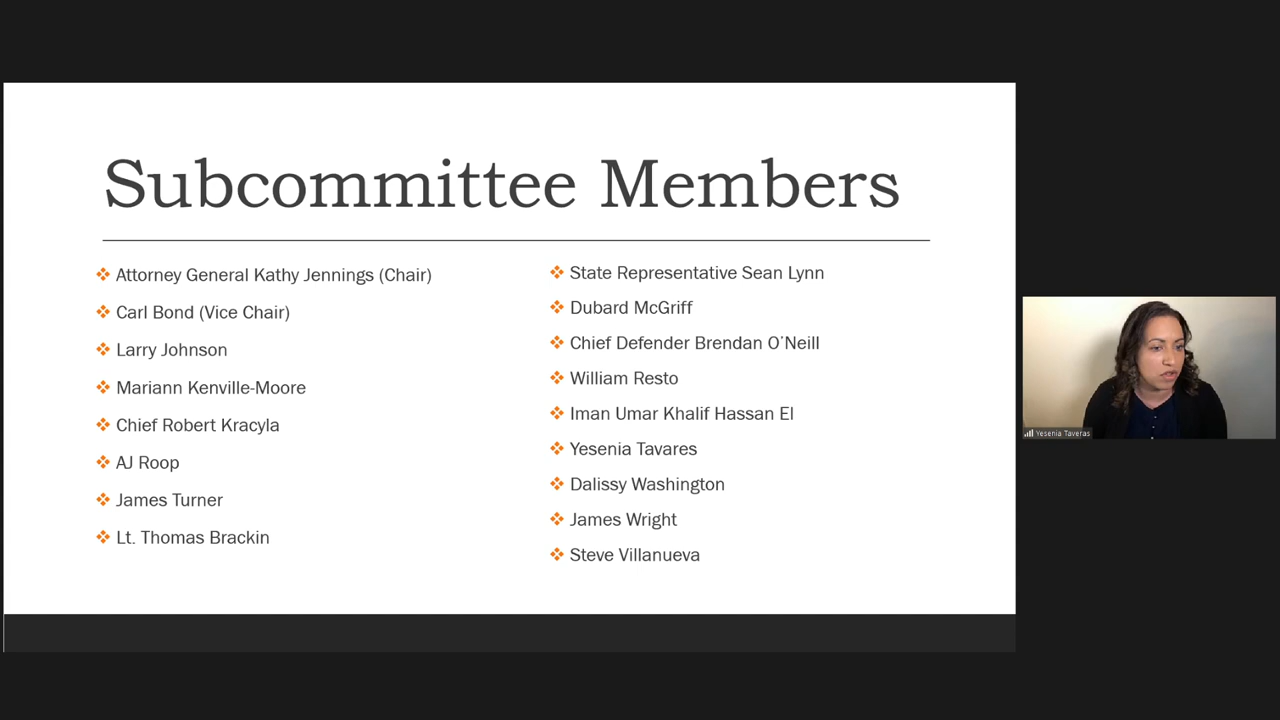 Subcommittee Members
Attorney General Kathy Jennings (Chair)
Carl Bond (Vice Chair)
Larry Johnson
Mariann Kenville-Moore
Chief Robert Kracyla
AJ Roop
James Turner
Lt. Thomas Brackin
State Representative Sean Lynn
Dubard McGriff
Chief Defender Brendan O’Neill
William Resto
Iman Umar Khalif Hassan El
Yesenia Tavares
Dalissy Washington
James Wright
Steve Villanueva
Yesenia Taveras